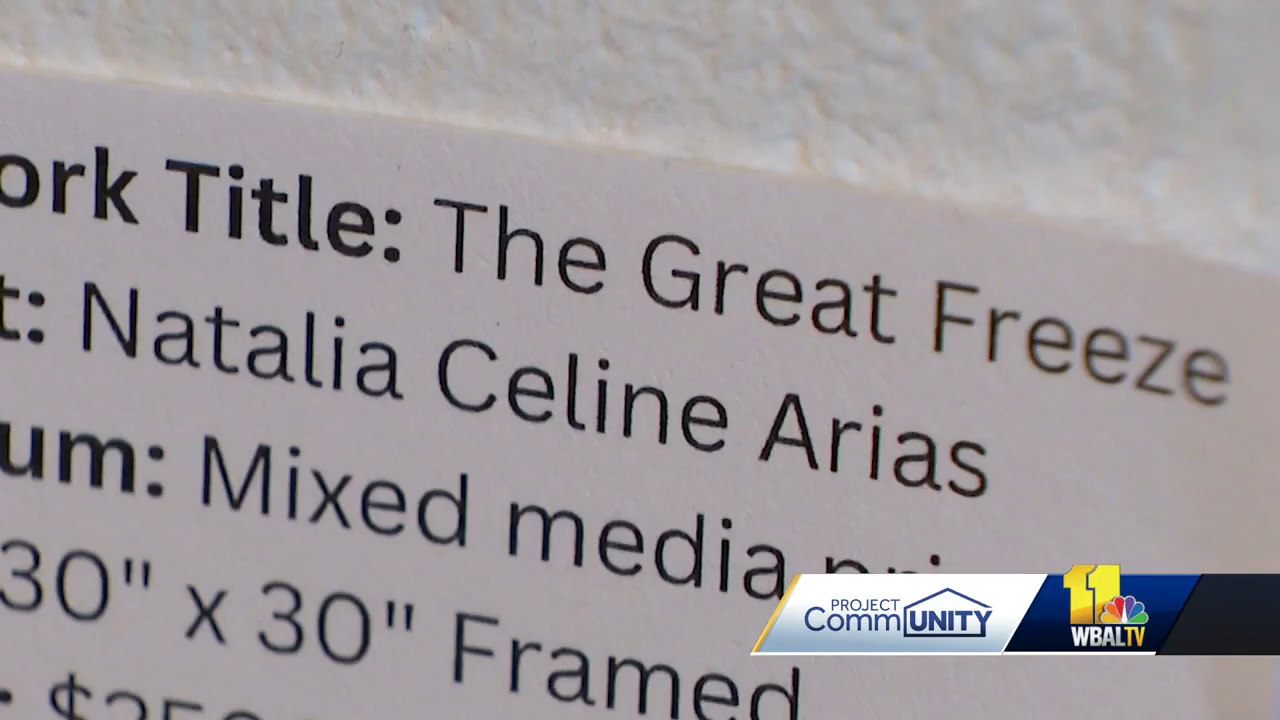 ork Title: The Great Freeze
t: Natalia Celine Arias
um: Mixed media
30" x 30" Framed
PROJECT
CommUNITY
11
WBALTV